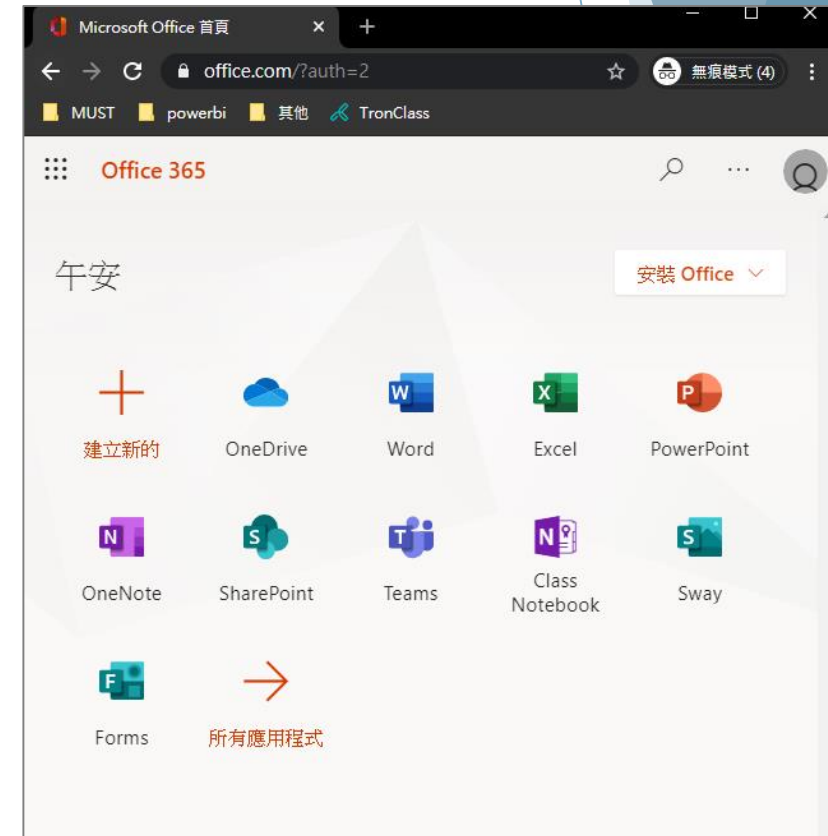 Microsoft Office 首頁
office.com/?auth=2
無痕模式 (4)
MUST powerbi 其他 TronClass
Office 365
午安
安裝 Office
建立新的 OneDrive Word Excel PowerPoint
OneNote SharePoint Teams Class Notebook Sway
Forms 所有應用程式